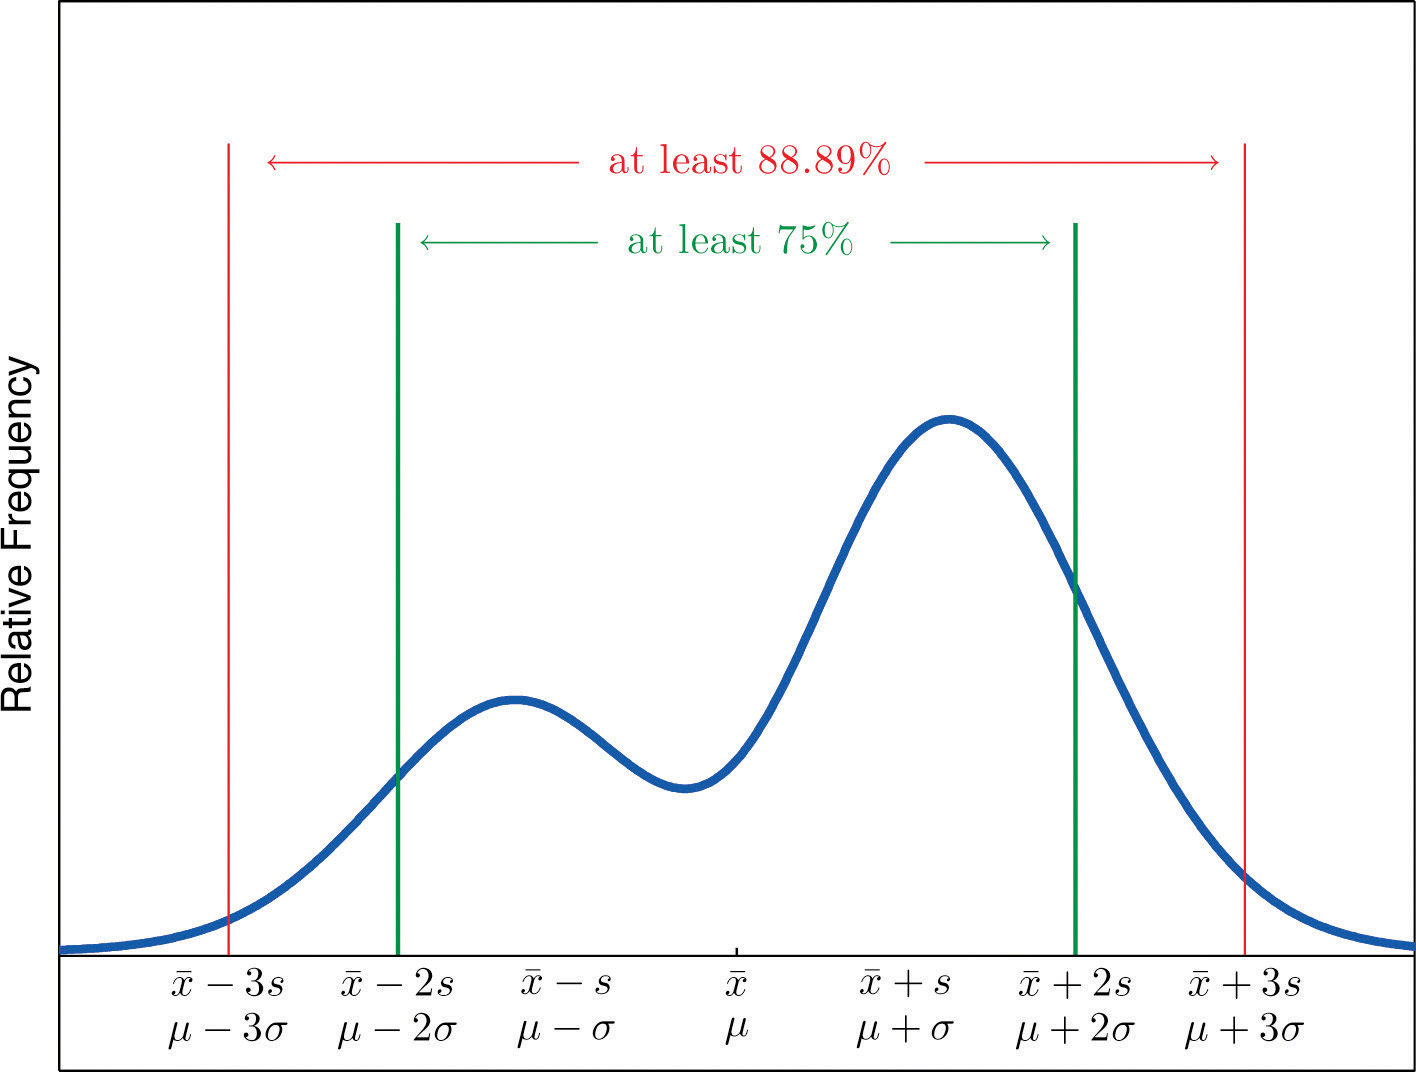 at least 88.89%
at least 75%
Relative Frequency
x̄ − 3s x̄ − 2s x̄ − s x̄ x̄ + s x̄ + 2s x̄ + 3s
μ − 3σ μ − 2σ μ − σ μ μ + σ μ + 2σ μ + 3σ